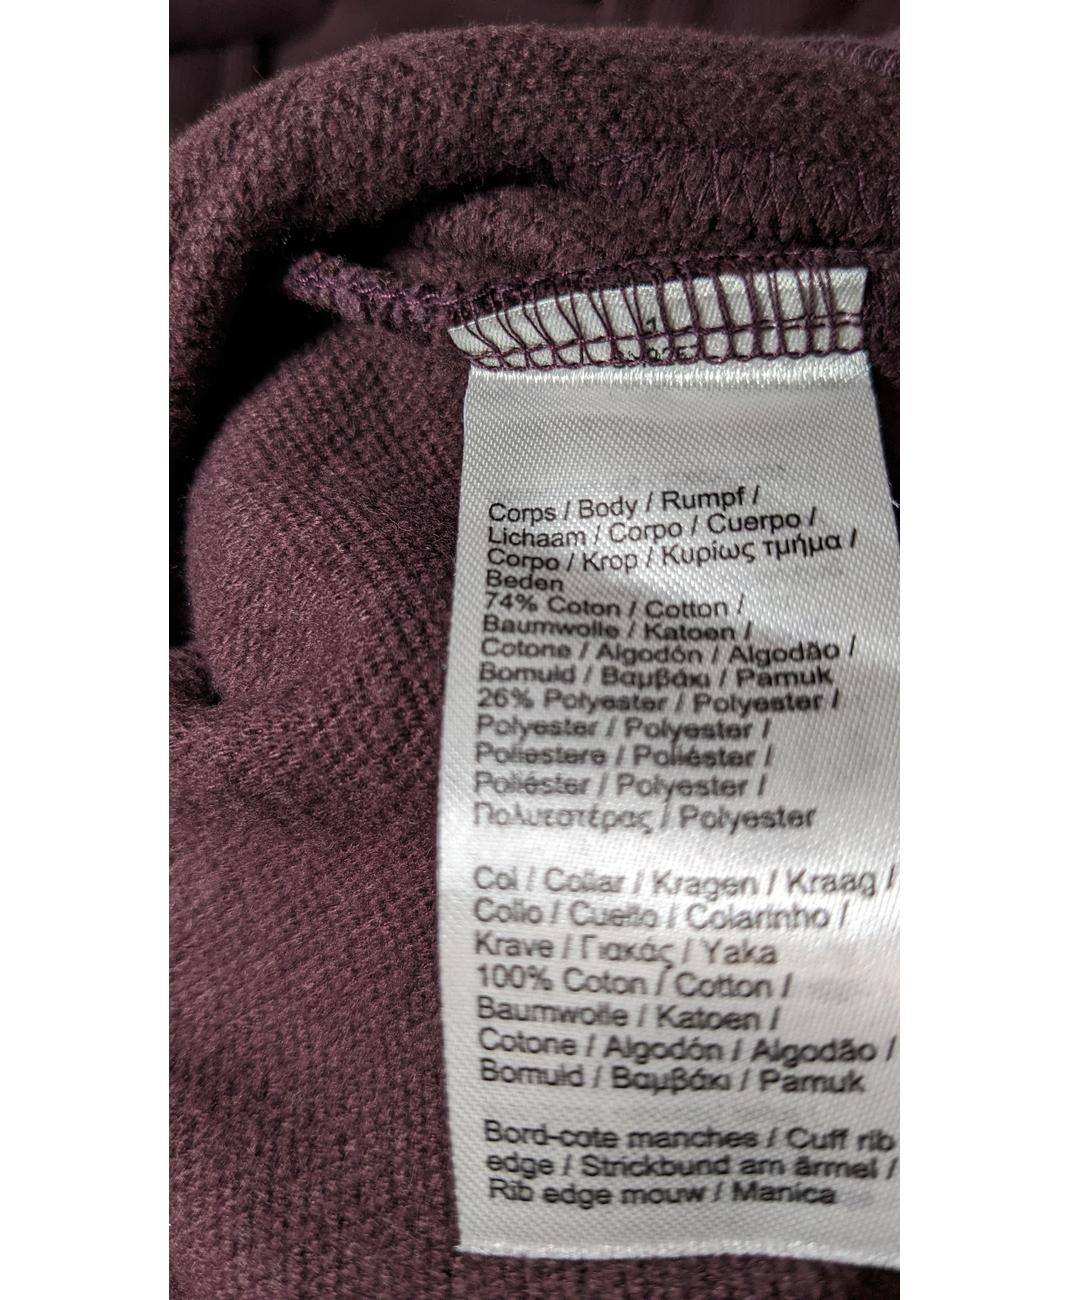 Corps / Body / Rumpf /
Lichaam / Corpo / Cuerpo /
Corpo / Krop / Κυρίως τμήμα /
Beden
74% Coton / Cotton /
Baumwolle / Katoen /
Cotone / Algodón / Algodão /
Bomuld / Βαμβάκι / Pamuk
26% Polyester / Polyester /
Polyester / Polyester /
Poliestere / Poliéster /
Poliéster / Polyester /
Πολυεστέρας / Polyester
Col / Collar / Kragen / Kraag /
Collo / Cuello / Colarinho /
Krave / Γιακάς / Yaka
100% Coton / Cotton /
Baumwolle / Katoen /
Cotone / Algodón / Algodão /
Bomuld / Βαμβάκι / Pamuk
Bord-cote manches / Cuff rib
edge / Strickbund am ärmel /
Rib edge mouw / Manica